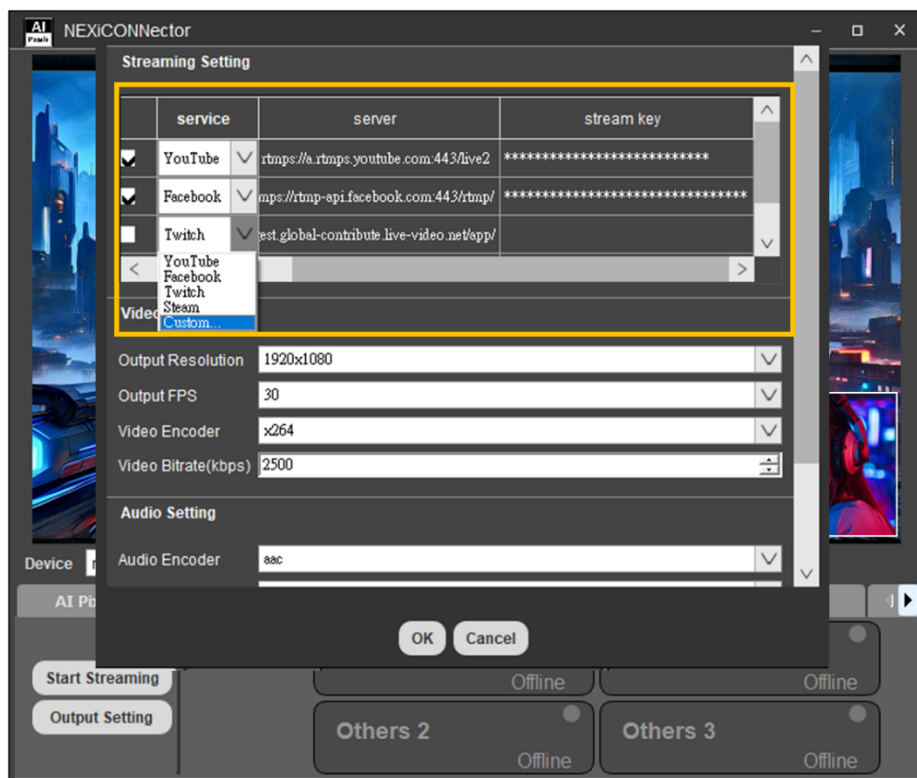 AI
Pixels
NEXiCONNector
Streaming Setting
service server stream key
YouTube rtmps://a.rtmps.youtube.com:443/live2 ***************************
Facebook mps://rtmp-api.facebook.com:443/rtmp/ ********************************
Twitch est.global-contribute.live-video.net/app/
YouTube
Facebook
Twitch
Steam
Custom...
Video
Output Resolution 1920x1080
Output FPS 30
Video Encoder x264
Video Bitrate(kbps) 2500
Audio Setting
Device
Audio Encoder aac
AI Pi
OK Cancel
Start Streaming
Offline Offline
Output Setting
Others 2 Others 3
Offline Offline